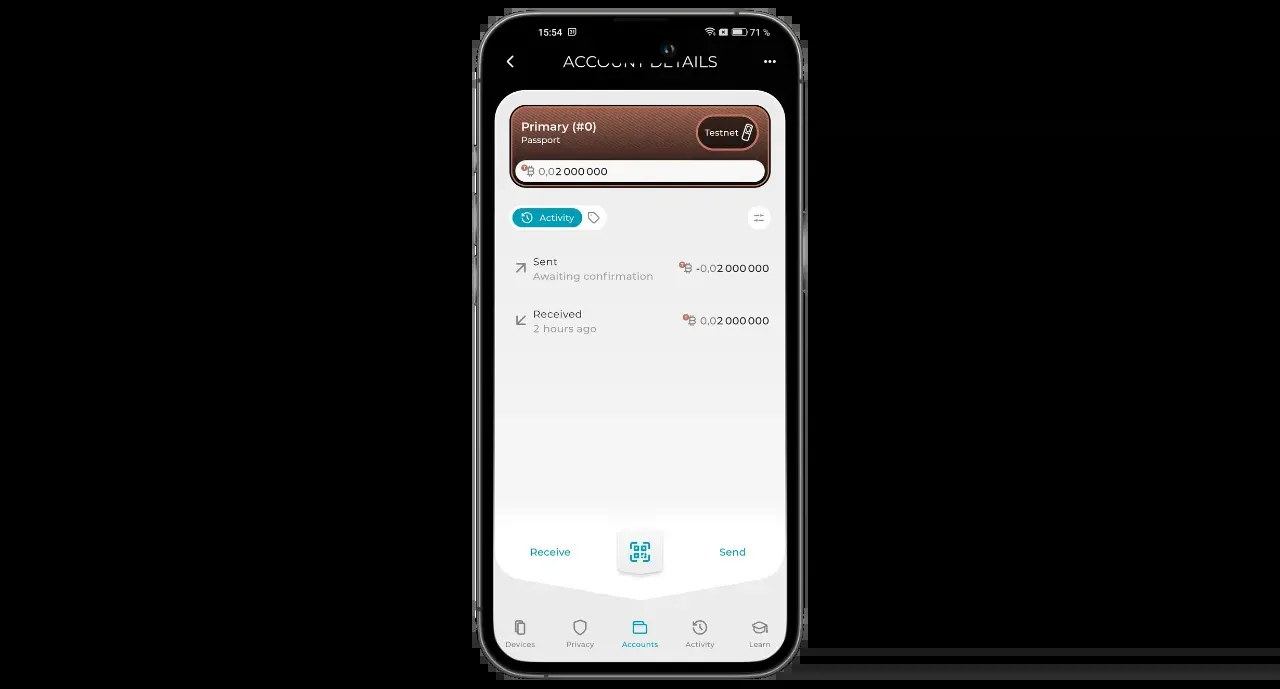 15:54
71 %
ACCOUNT DETAILS
Primary (#0)
Passport
Testnet
₿ 0,02 000 000
Activity
Sent
Awaiting confirmation
₿ -0,02 000 000
Received
2 hours ago
₿ 0,02 000 000
Receive
Send
Devices
Privacy
Accounts
Activity
Learn